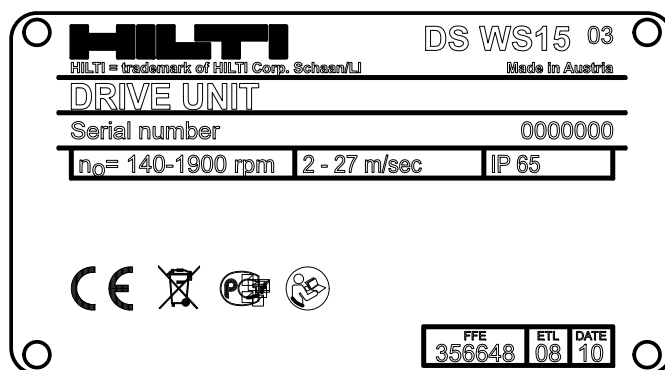 HILTI DS WS15 03
HILTI = trademark of HILTI Corp. Schaan/LI Made in Austria
DRIVE UNIT
Serial number 0000000
n₀= 140-1900 rpm 2 - 27 m/sec IP 65
CE
FFE ETL DATE
356648 08 10